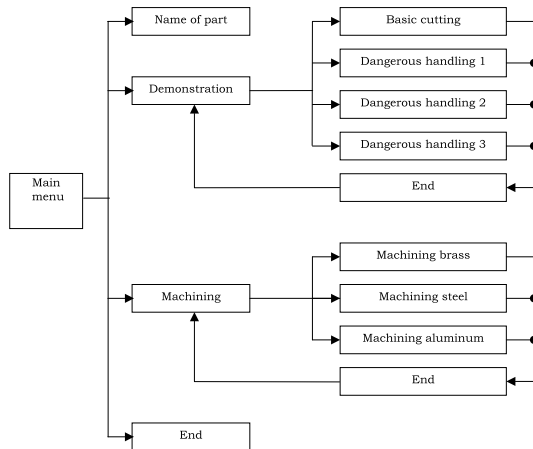 Name of part
Basic cutting
Dangerous handling 1
Demonstration
Dangerous handling 2
Dangerous handling 3
Main
menu
End
Machining brass
Machining
Machining steel
Machining aluminum
End
End